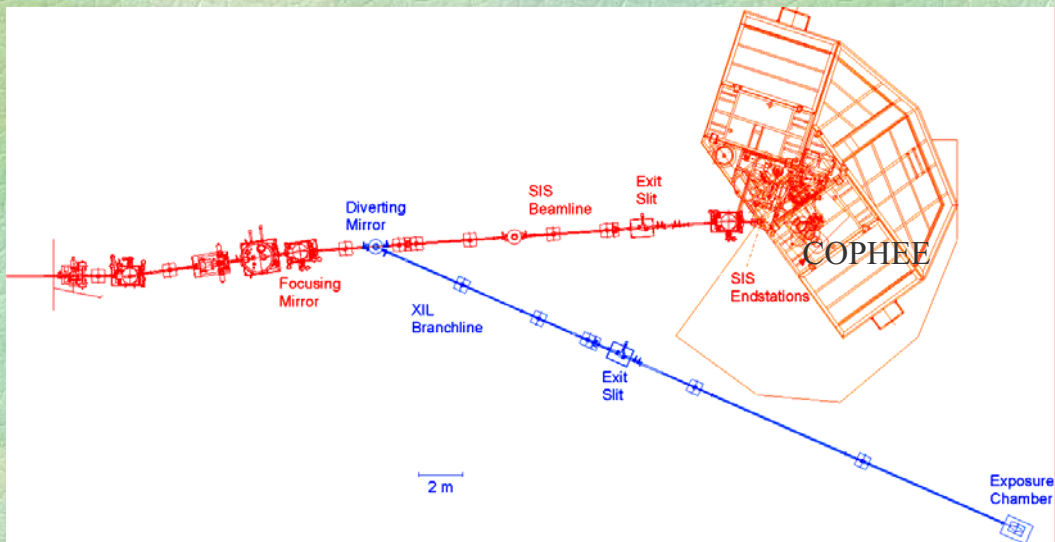 SIS
Beamline
Exit
Slit
Diverting
Mirror
COPHEE
Focusing
Mirror
SIS
Endstations
XIL
Branchline
Exit
Slit
2 m
Exposure
Chamber